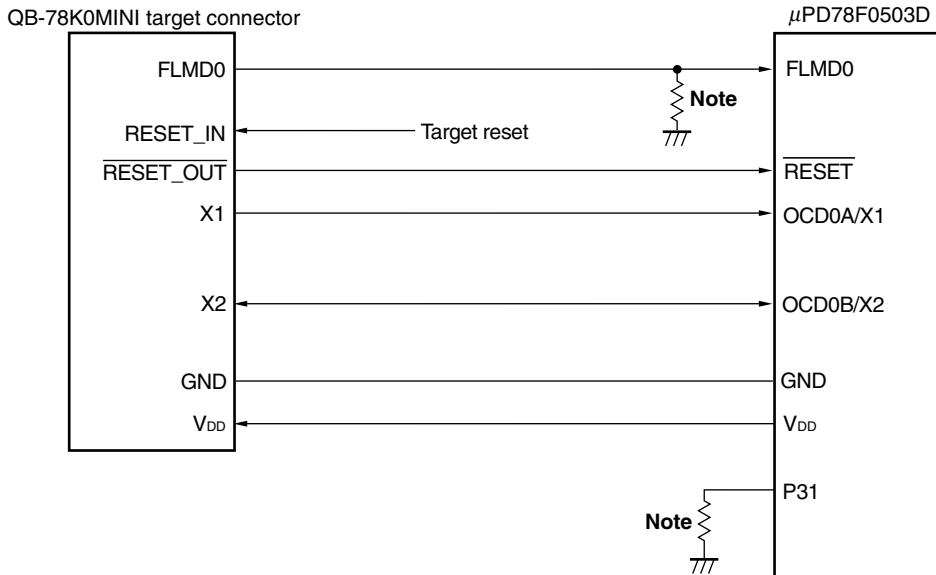 QB-78K0MINI target connector
μPD78F0503D
FLMD0
FLMD0
Note
RESET_IN
Target reset
RESET_OUT
RESET
X1
OCD0A/X1
X2
OCD0B/X2
GND
GND
VDD
VDD
P31
Note